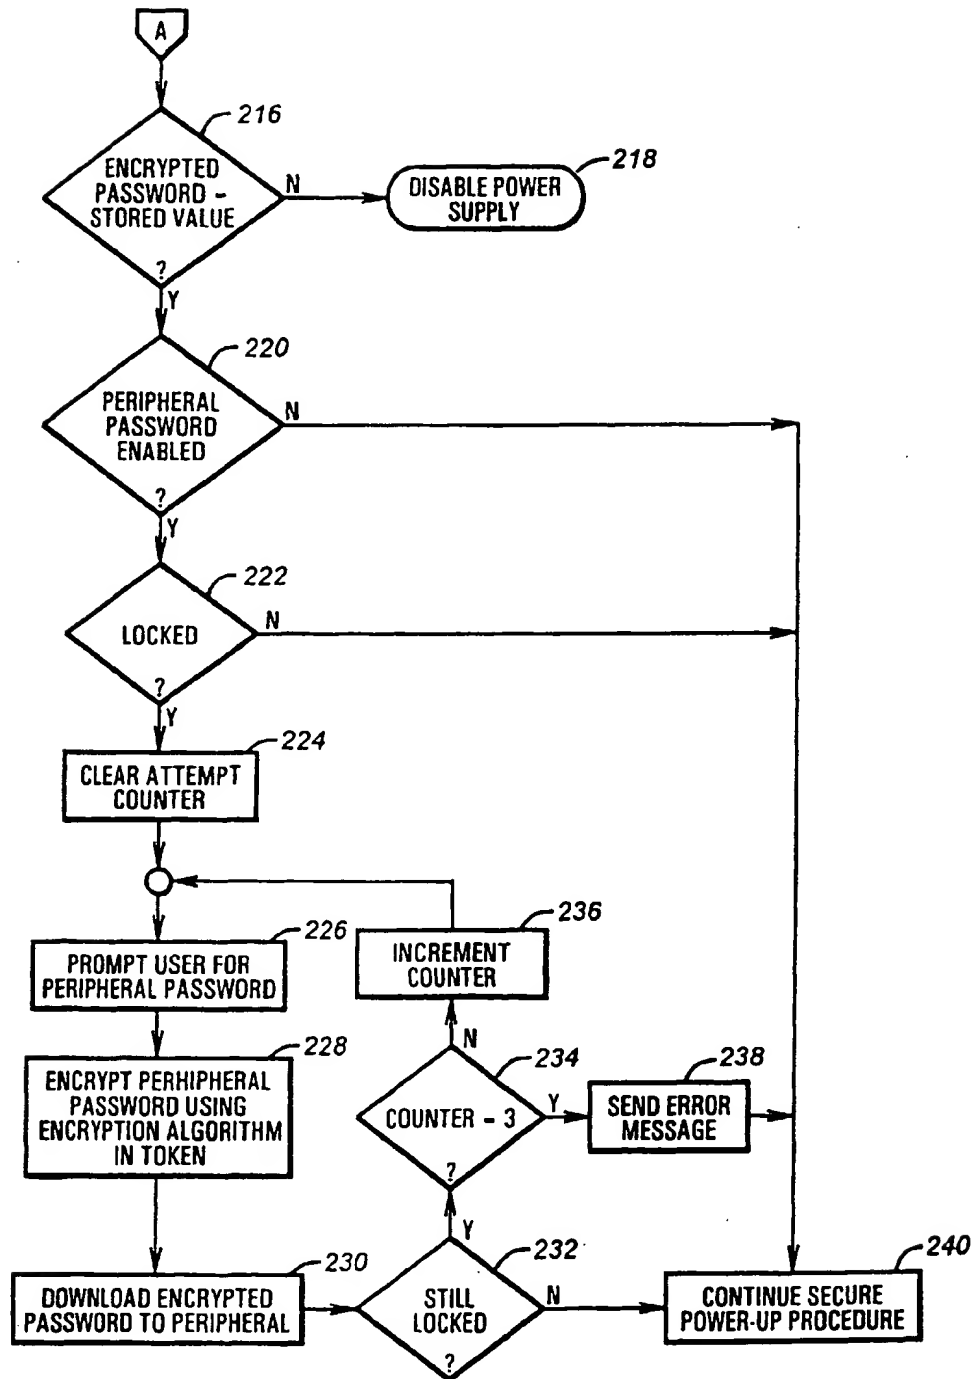 A
216
ENCRYPTED
PASSWORD -
STORED VALUE
?
N
Y
218
DISABLE POWER
SUPPLY
220
PERIPHERAL
PASSWORD
ENABLED
?
N
Y
222
LOCKED
?
N
Y
224
CLEAR ATTEMPT
COUNTER
226
PROMPT USER FOR
PERIPHERAL PASSWORD
228
ENCRYPT PERHIPHERAL
PASSWORD USING
ENCRYPTION ALGORITHM
IN TOKEN
230
DOWNLOAD ENCRYPTED
PASSWORD TO PERIPHERAL
232
STILL
LOCKED
?
Y
N
234
COUNTER - 3
?
N
Y
236
INCREMENT
COUNTER
238
SEND ERROR
MESSAGE
240
CONTINUE SECURE
POWER-UP PROCEDURE